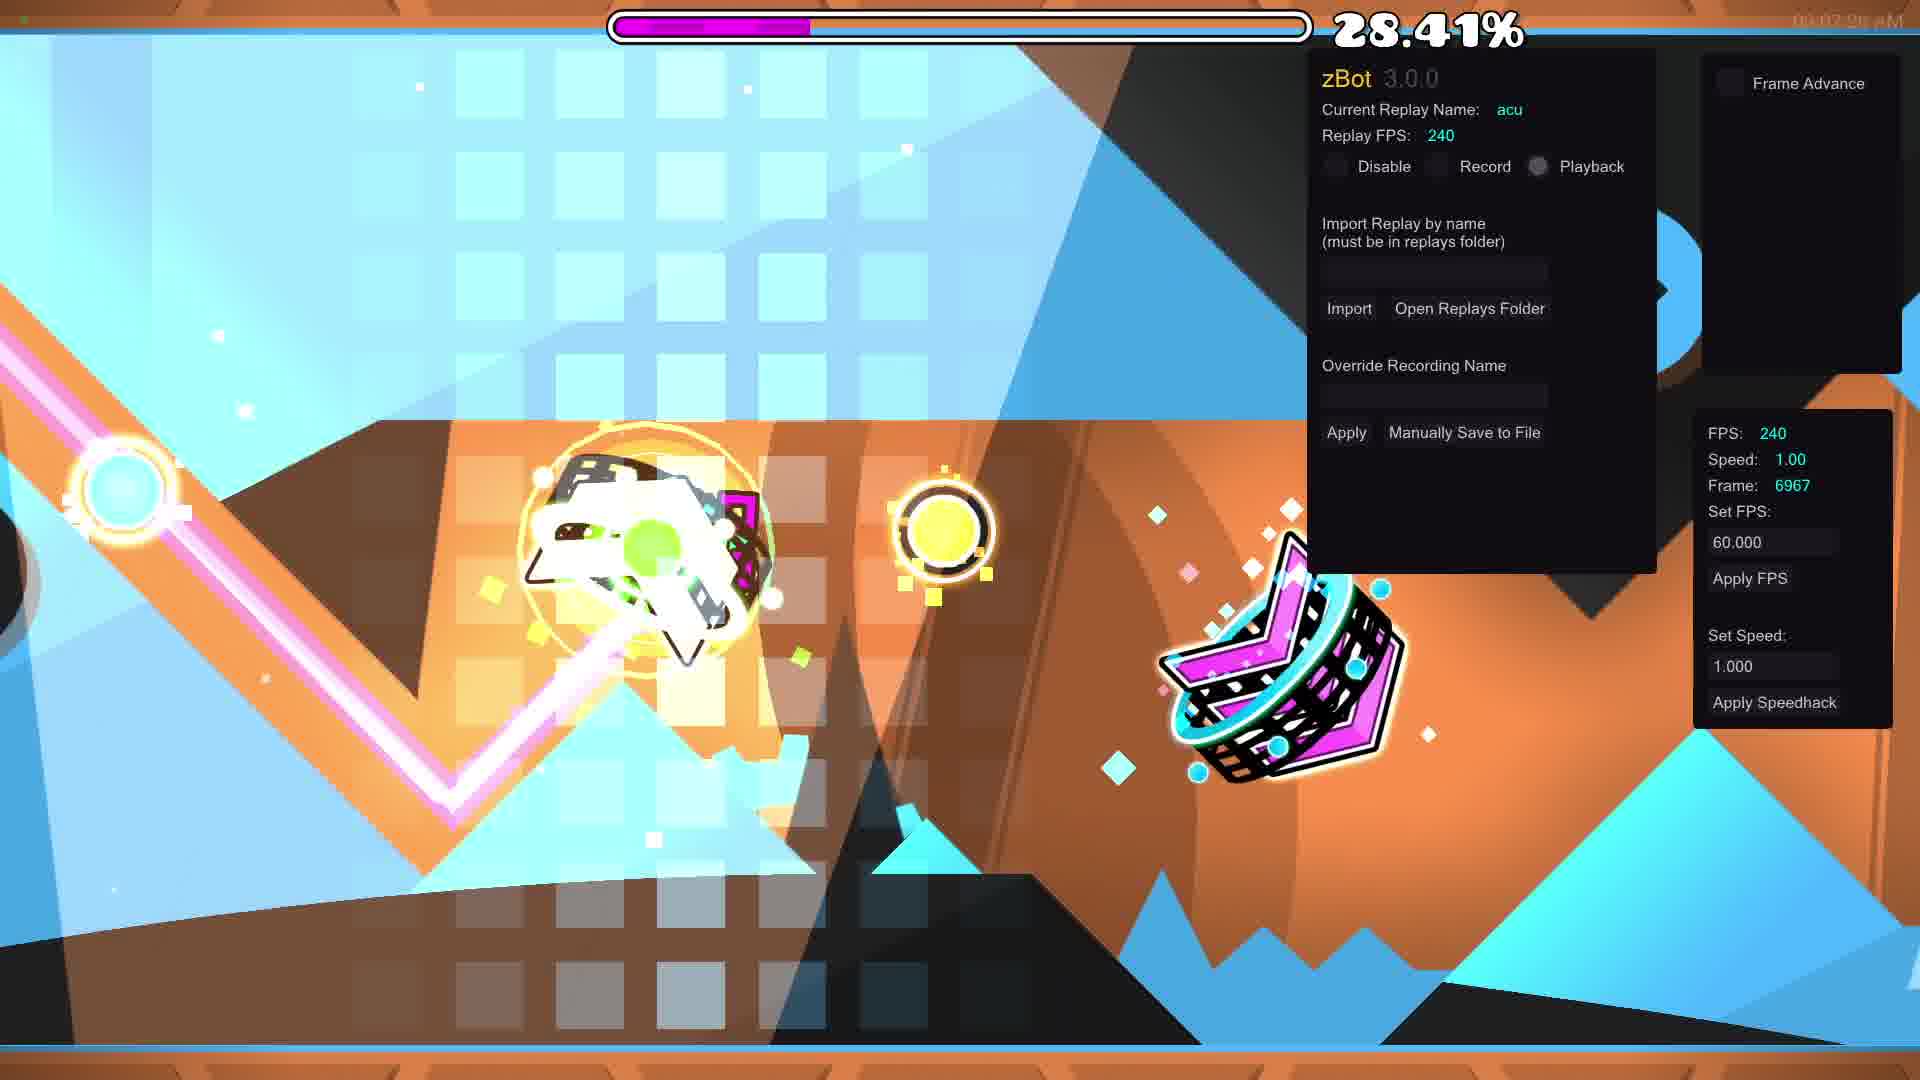 28.41%
zBot 3.0.0
Current Replay Name: acu
Replay FPS: 240
Disable Record Playback
Import Replay by name
(must be in replays folder)
Import Open Replays Folder
Override Recording Name
Apply Manually Save to File
Frame Advance
FPS: 240
Speed: 1.00
Frame: 6967
Set FPS:
60.000
Apply FPS
Set Speed:
1.000
Apply Speedhack